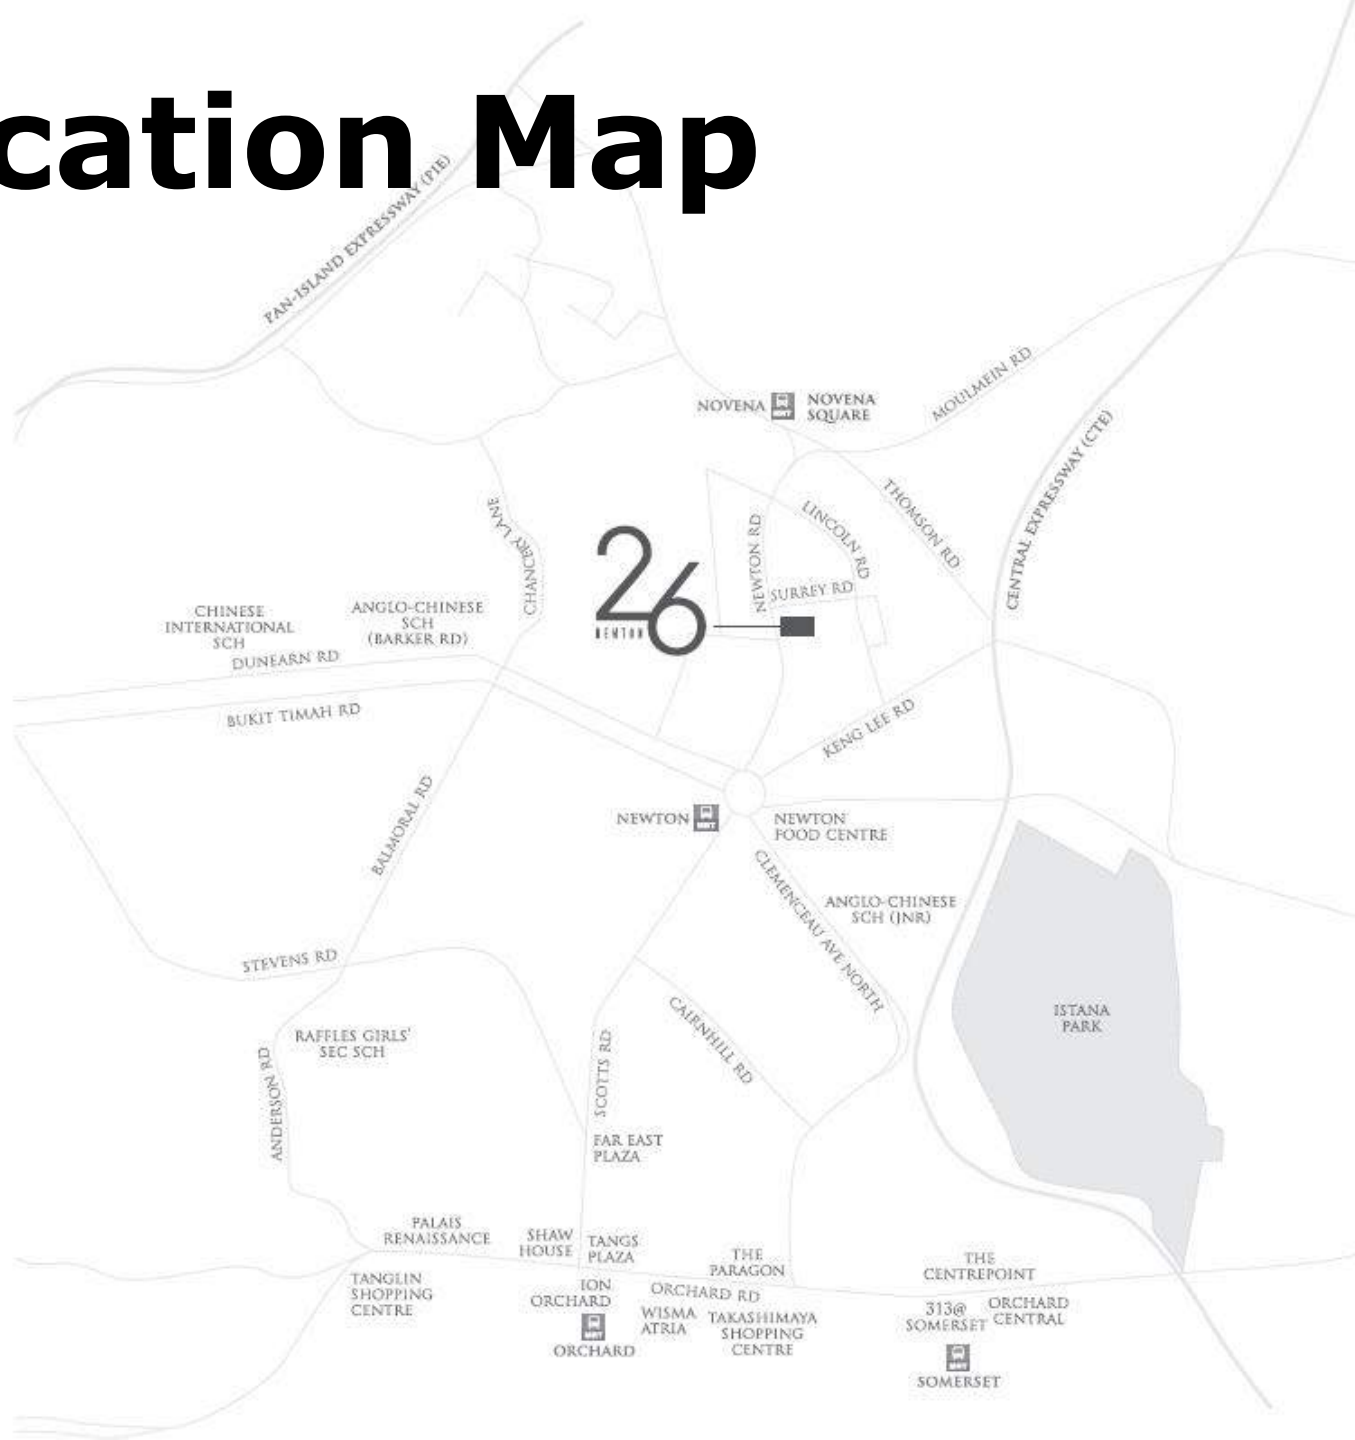 cation Map
PAN-ISLAND EXPRESSWAY (PIE)
NOVENA
NOVENA
SQUARE
MOULMEIN RD
CENTRAL EXPRESSWAY (CTE)
THOMSON RD
LINCOLN RD
NEWTON RD
SURREY RD
CHANCERY LANE
26
NEWTON
CHINESE
INTERNATIONAL
SCH
ANGLO-CHINESE
SCH
(BARKER RD)
DUNEARN RD
BUKIT TIMAH RD
KENG LEE RD
BALMORAL RD
NEWTON
MRT
NEWTON
FOOD CENTRE
CLEMENCEAU AVE NORTH
ANGLO-CHINESE
SCH (JNR)
STEVENS RD
ISTANA
PARK
CAIRNHILL RD
RAFFLES GIRLS'
SEC SCH
ANDERSON RD
SCOTTS RD
FAR EAST
PLAZA
PALAIS
RENAISSANCE
SHAW
HOUSE
TANGS
PLAZA
THE
PARAGON
THE
CENTREPOINT
TANGLIN
SHOPPING
CENTRE
ION
ORCHARD
MRT
ORCHARD
ORCHARD RD
WISMA
ATRIA
TAKASHIMAYA
SHOPPING
CENTRE
313@
SOMERSET
ORCHARD
CENTRAL
MRT
SOMERSET